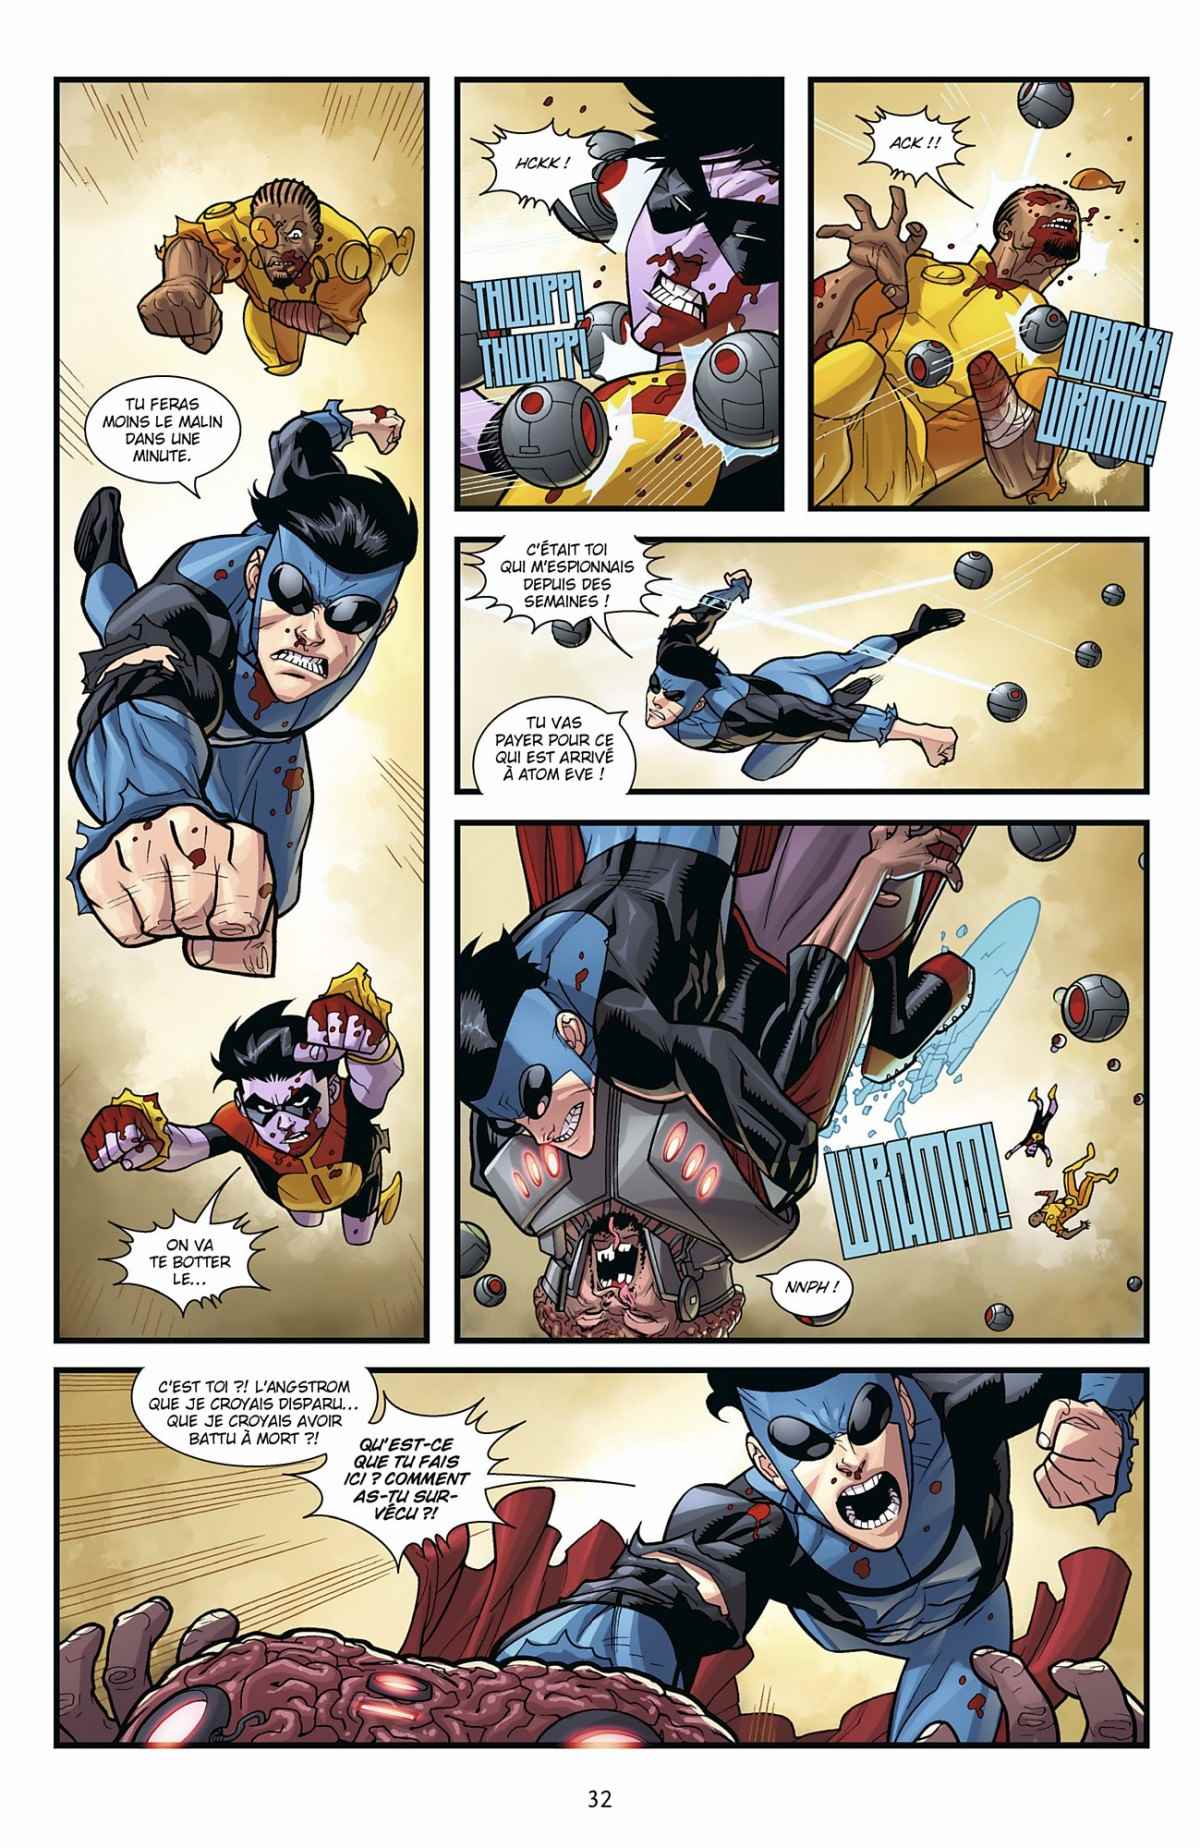 TU FERAS
MOINS LE MALIN
DANS UNE
MINUTE.
ON VA
TE BOTTER
LE...
HCKK !
THWAPP!
THWAPP!
ACK !!
WROKK!
WRAMM!
C'ÉTAIT TOI
QUI M'ESPIONNAIS
DEPUIS DES
SEMAINES !
TU VAS
PAYER POUR CE
QUI EST ARRIVÉ
À ATOM EVE !
WRAMM!
NNPH !
C'EST TOI ?! L'ANGSTROM
QUE JE CROYAIS DISPARU...
QUE JE CROYAIS AVOIR
BATTU À MORT ?!
QU'EST-CE
QUE TU FAIS
ICI ? COMMENT
AS-TU SUR-
VÉCU ?!
32